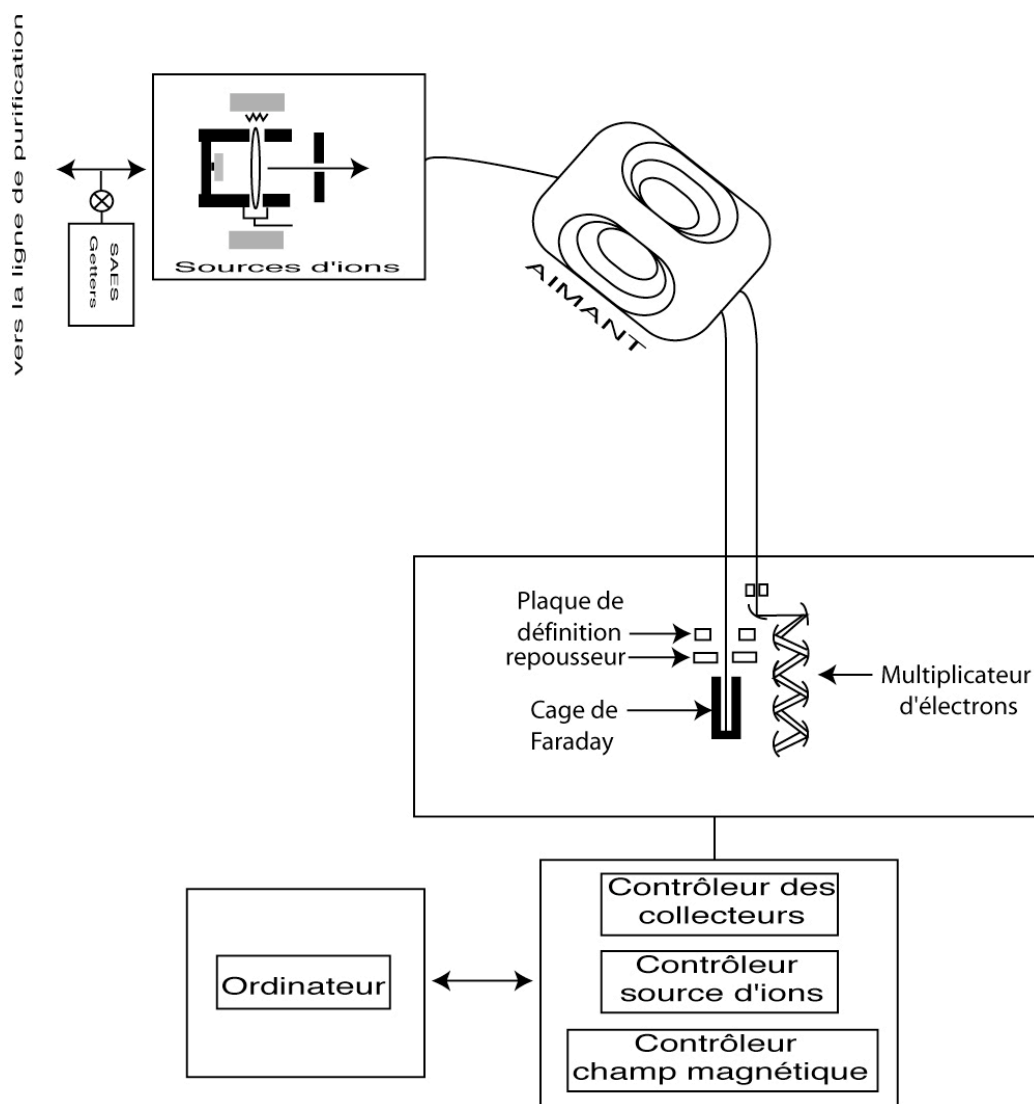 vers la ligne de purification
SAES
Getters
Sources d'ions
AIMANT
Plaque de
définition
repousseur
Cage de
Faraday
Multiplicateur
d'électrons
Contrôleur des
collecteurs
Contrôleur
source d'ions
Contrôleur
champ magnétique
Ordinateur